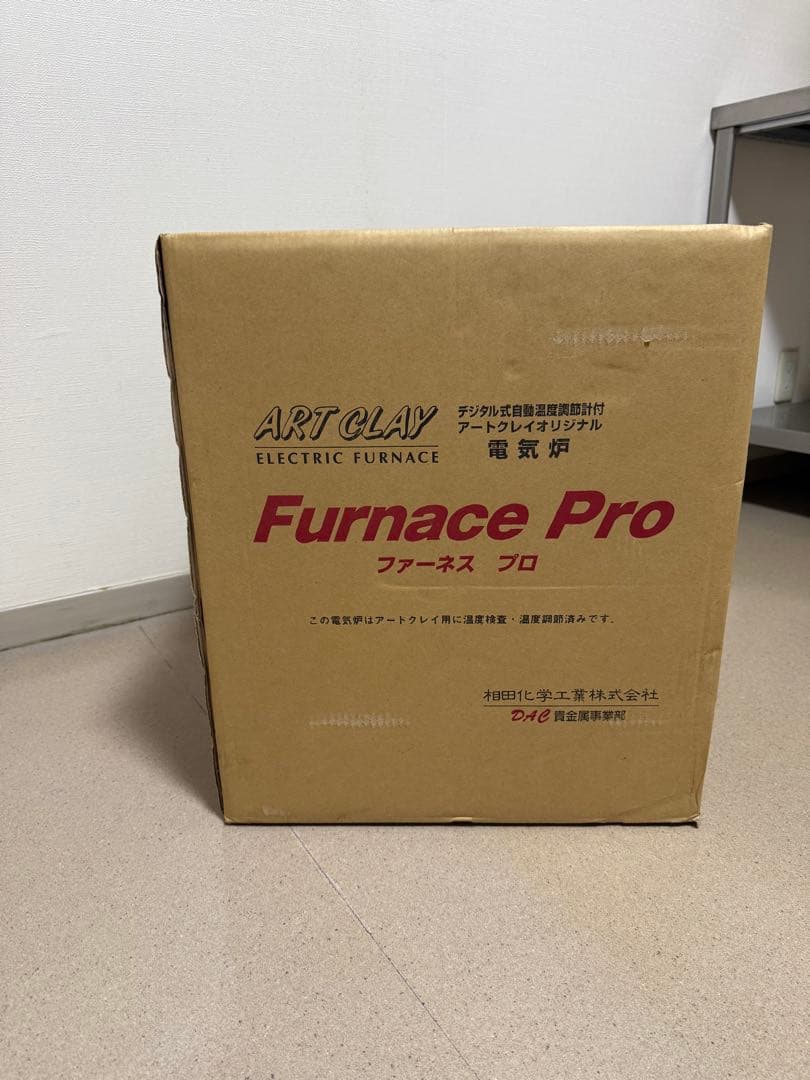 ART CLAY
ELECTRIC FURNACE
デジタル式自動温度調節計付
アートクレイオリジナル
電気炉
Furnace Pro
ファーネス プロ
この電気炉はアートクレイ用に温度検査・温度調節済みです。
相田化学工業株式会社
DAC 貴金属事業部